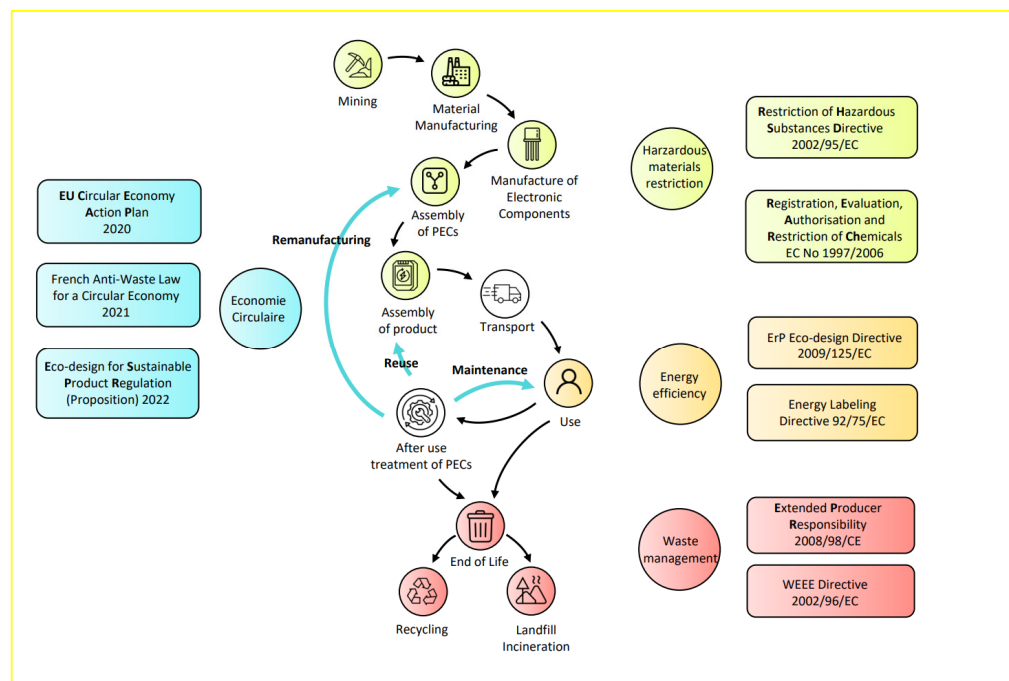 Mining
Material
Manufacturing
Manufacture of
Electronic
Components
Assembly
of PECs
Remanufacturing
Assembly
of product
Transport
Reuse
Maintenance
Use
After use
treatment of PECs
End of Life
Recycling
Landfill
Incineration
EU Circular Economy
Action Plan
2020
French Anti-Waste Law
for a Circular Economy
2021
Eco-design for Sustainable
Product Regulation
(Proposition) 2022
Economie
Circulaire
Harzardous
materials
restriction
Restriction of Hazardous
Substances Directive
2002/95/EC
Registration, Evaluation,
Authorisation and
Restriction of Chemicals
EC No 1997/2006
Energy
efficiency
ErP Eco-design Directive
2009/125/EC
Energy Labeling
Directive 92/75/EC
Waste
management
Extended Producer
Responsibility
2008/98/CE
WEEE Directive
2002/96/EC